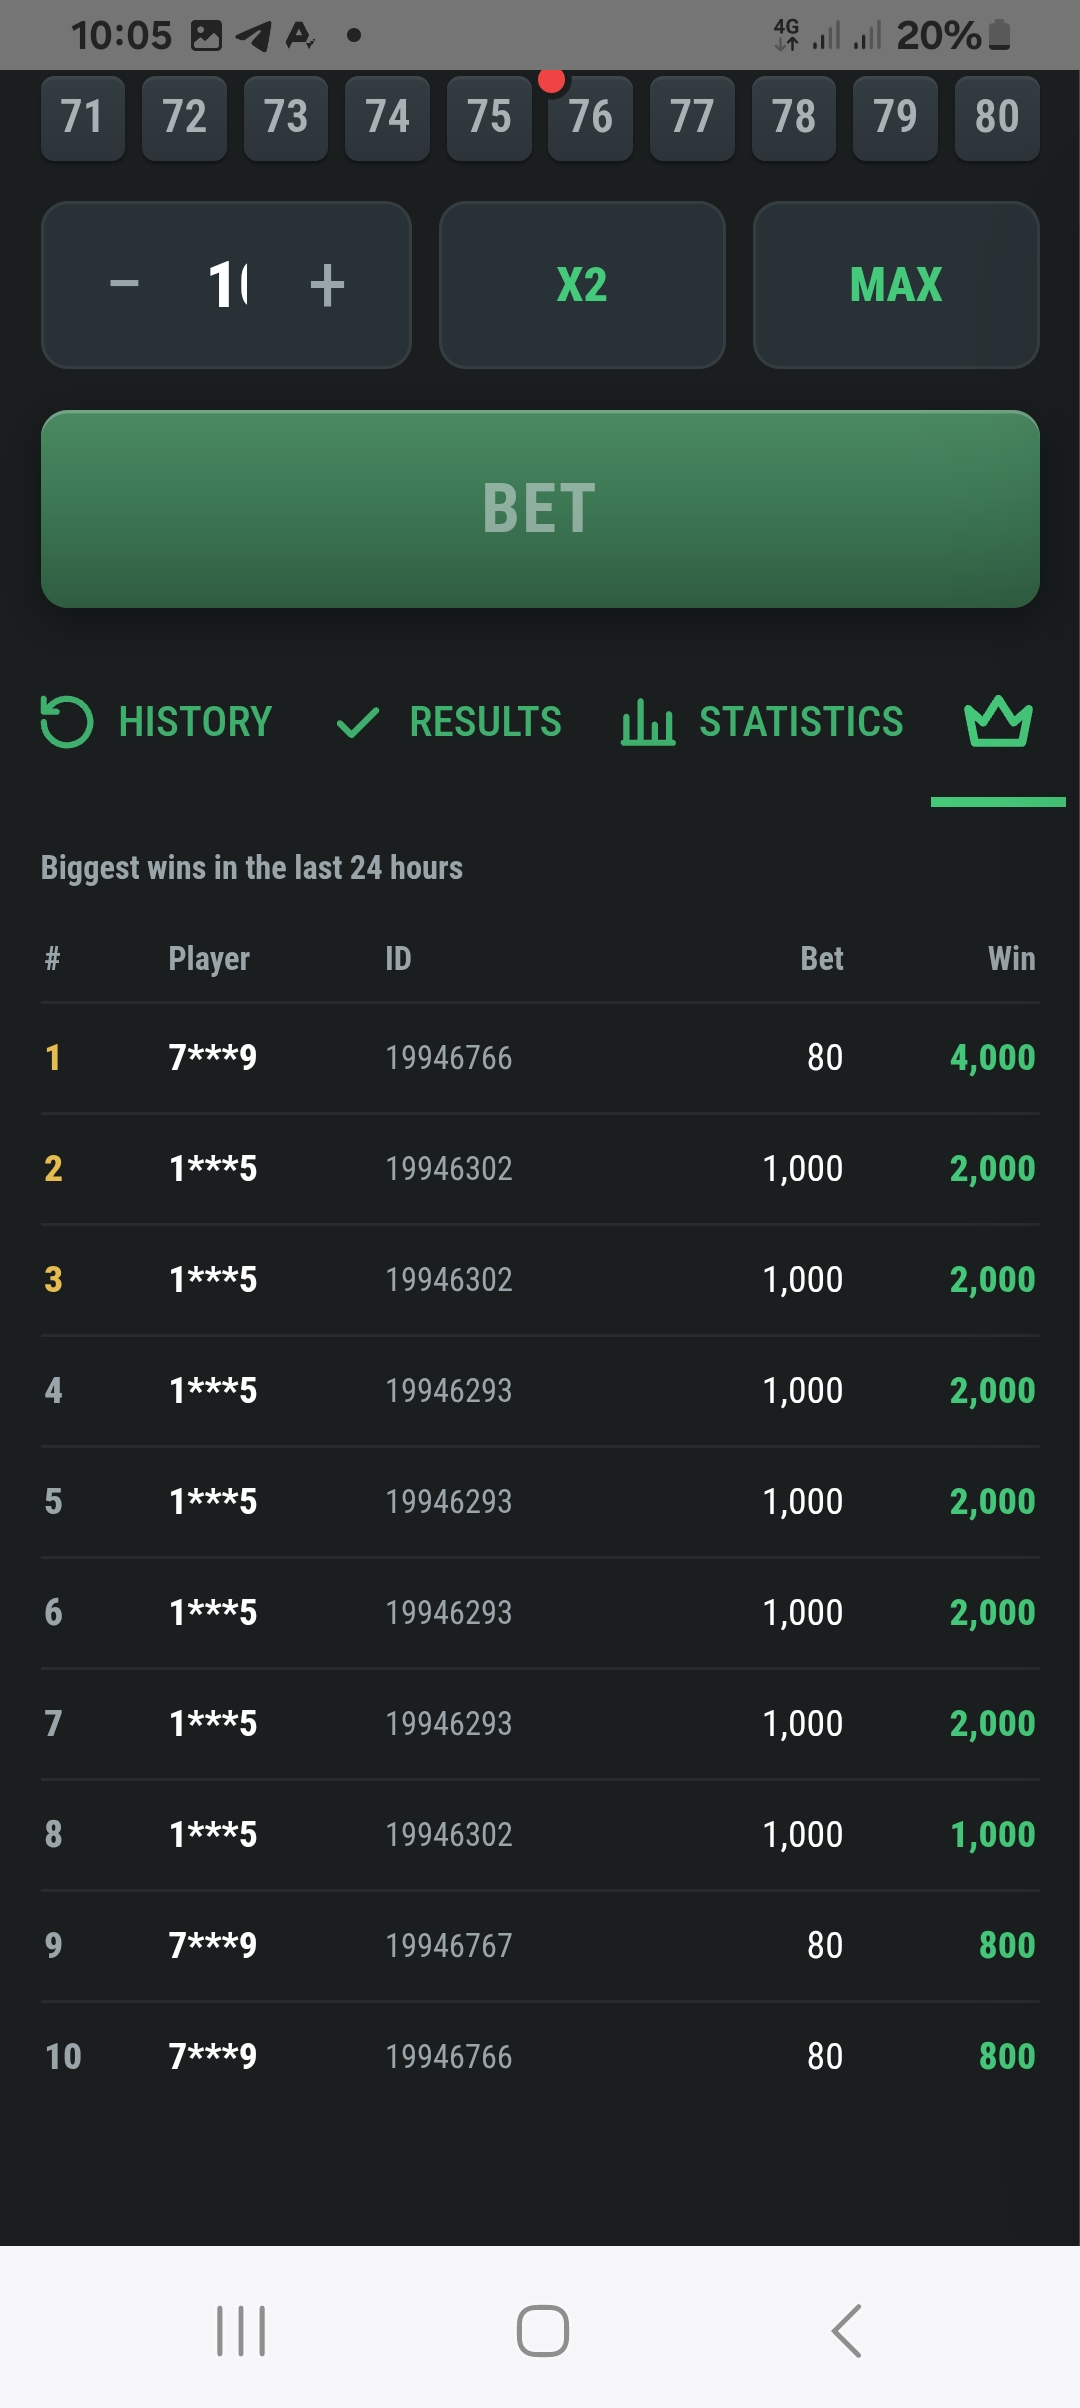 10:05 4G 20%
71 72 73 74 75 76 77 78 79 80
− 10 + X2 MAX
BET
HISTORY RESULTS STATISTICS
Biggest wins in the last 24 hours
# Player ID Bet Win
1 7***9 19946766 80 4,000
2 1***5 19946302 1,000 2,000
3 1***5 19946302 1,000 2,000
4 1***5 19946293 1,000 2,000
5 1***5 19946293 1,000 2,000
6 1***5 19946293 1,000 2,000
7 1***5 19946293 1,000 2,000
8 1***5 19946302 1,000 1,000
9 7***9 19946767 80 800
10 7***9 19946766 80 800